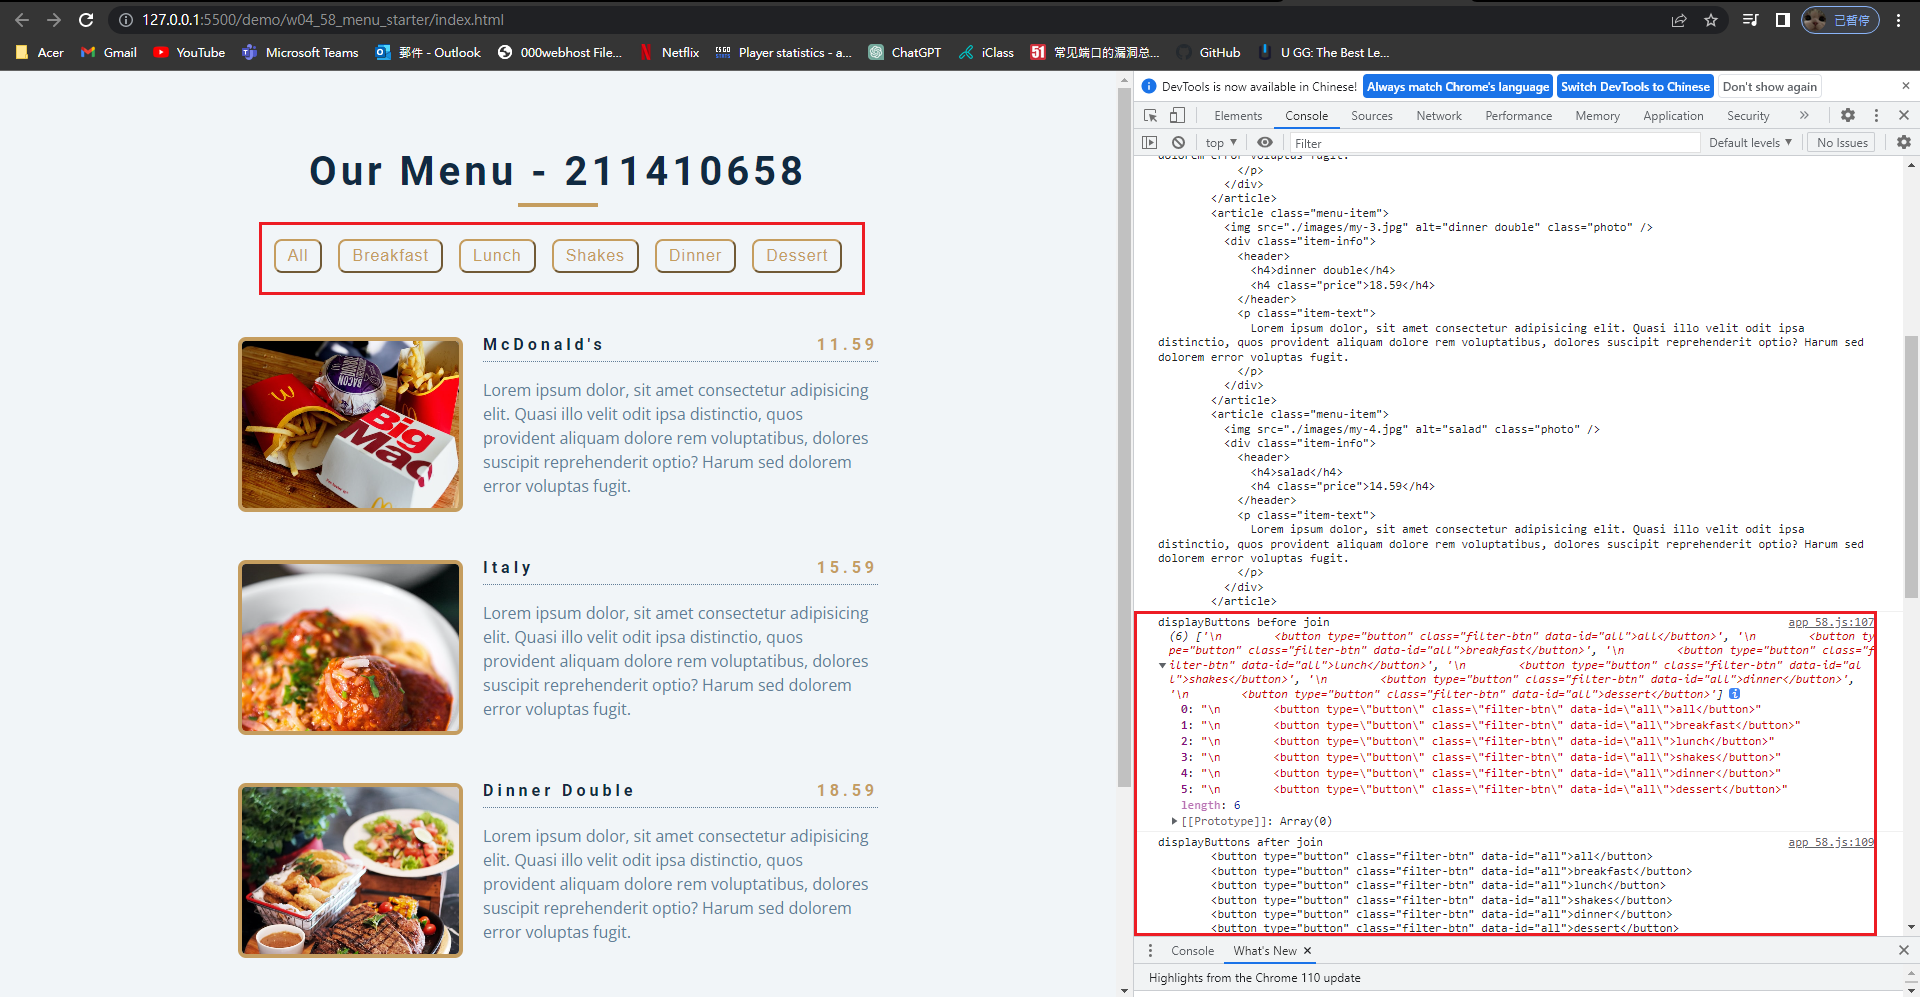 127.0.0.1:5500/demo/w04_58_menu_starter/index.html
已暫停
Acer
Gmail
YouTube
Microsoft Teams
郵件 - Outlook
000webhost File...
Netflix
Player statistics - a...
ChatGPT
iClass
51
常见端口的漏洞总...
GitHub
U GG: The Best Le...
Our Menu - 211410658
All
Breakfast
Lunch
Shakes
Dinner
Dessert
McDonald's 11.59
Lorem ipsum dolor, sit amet consectetur adipisicing
elit. Quasi illo velit odit ipsa distinctio, quos
provident aliquam dolore rem voluptatibus, dolores
suscipit reprehenderit optio? Harum sed dolorem
error voluptas fugit.
BACON
Big
Mac
Italy 15.59
Lorem ipsum dolor, sit amet consectetur adipisicing
elit. Quasi illo velit odit ipsa distinctio, quos
provident aliquam dolore rem voluptatibus, dolores
suscipit reprehenderit optio? Harum sed dolorem
error voluptas fugit.
Dinner Double 18.59
Lorem ipsum dolor, sit amet consectetur adipisicing
elit. Quasi illo velit odit ipsa distinctio, quos
provident aliquam dolore rem voluptatibus, dolores
suscipit reprehenderit optio? Harum sed dolorem
error voluptas fugit.
DevTools is now available in Chinese! Always match Chrome's language Switch DevTools to Chinese Don't show again
Elements Console Sources Network Performance Memory Application Security
top Filter Default levels No Issues
dolorem error voluptas fugit.
</p>
</div>
</article>
<article class="menu-item">
<img src="./images/my-3.jpg" alt="dinner double" class="photo" />
<div class="item-info">
<header>
<h4>dinner double</h4>
<h4 class="price">18.59</h4>
</header>
<p class="item-text">
Lorem ipsum dolor, sit amet consectetur adipisicing elit. Quasi illo velit odit ipsa
distinctio, quos provident aliquam dolore rem voluptatibus, dolores suscipit reprehenderit optio? Harum sed
dolorem error voluptas fugit.
</p>
</div>
</article>
<article class="menu-item">
<img src="./images/my-4.jpg" alt="salad" class="photo" />
<div class="item-info">
<header>
<h4>salad</h4>
<h4 class="price">14.59</h4>
</header>
<p class="item-text">
Lorem ipsum dolor, sit amet consectetur adipisicing elit. Quasi illo velit odit ipsa
distinctio, quos provident aliquam dolore rem voluptatibus, dolores suscipit reprehenderit optio? Harum sed
dolorem error voluptas fugit.
</p>
</div>
</article>
displayButtons before join app_58.js:107
(6) ['\n <button type="button" class="filter-btn" data-id="all">all</button>', '\n <button ty
pe="button" class="filter-btn" data-id="all">breakfast</button>', '\n <button type="button" class="f
ilter-btn" data-id="all">lunch</button>', '\n <button type="button" class="filter-btn" data-id="al
l">shakes</button>', '\n <button type="button" class="filter-btn" data-id="all">dinner</button>',
'\n <button type="button" class="filter-btn" data-id="all">dessert</button>']
0: "\n <button type=\"button\" class=\"filter-btn\" data-id=\"all\">all</button>"
1: "\n <button type=\"button\" class=\"filter-btn\" data-id=\"all\">breakfast</button>"
2: "\n <button type=\"button\" class=\"filter-btn\" data-id=\"all\">lunch</button>"
3: "\n <button type=\"button\" class=\"filter-btn\" data-id=\"all\">shakes</button>"
4: "\n <button type=\"button\" class=\"filter-btn\" data-id=\"all\">dinner</button>"
5: "\n <button type=\"button\" class=\"filter-btn\" data-id=\"all\">dessert</button>"
length: 6
[[Prototype]]: Array(0)
displayButtons after join app_58.js:109
<button type="button" class="filter-btn" data-id="all">all</button>
<button type="button" class="filter-btn" data-id="all">breakfast</button>
<button type="button" class="filter-btn" data-id="all">lunch</button>
<button type="button" class="filter-btn" data-id="all">shakes</button>
<button type="button" class="filter-btn" data-id="all">dinner</button>
<button type="button" class="filter-btn" data-id="all">dessert</button>
Console What's New
Highlights from the Chrome 110 update